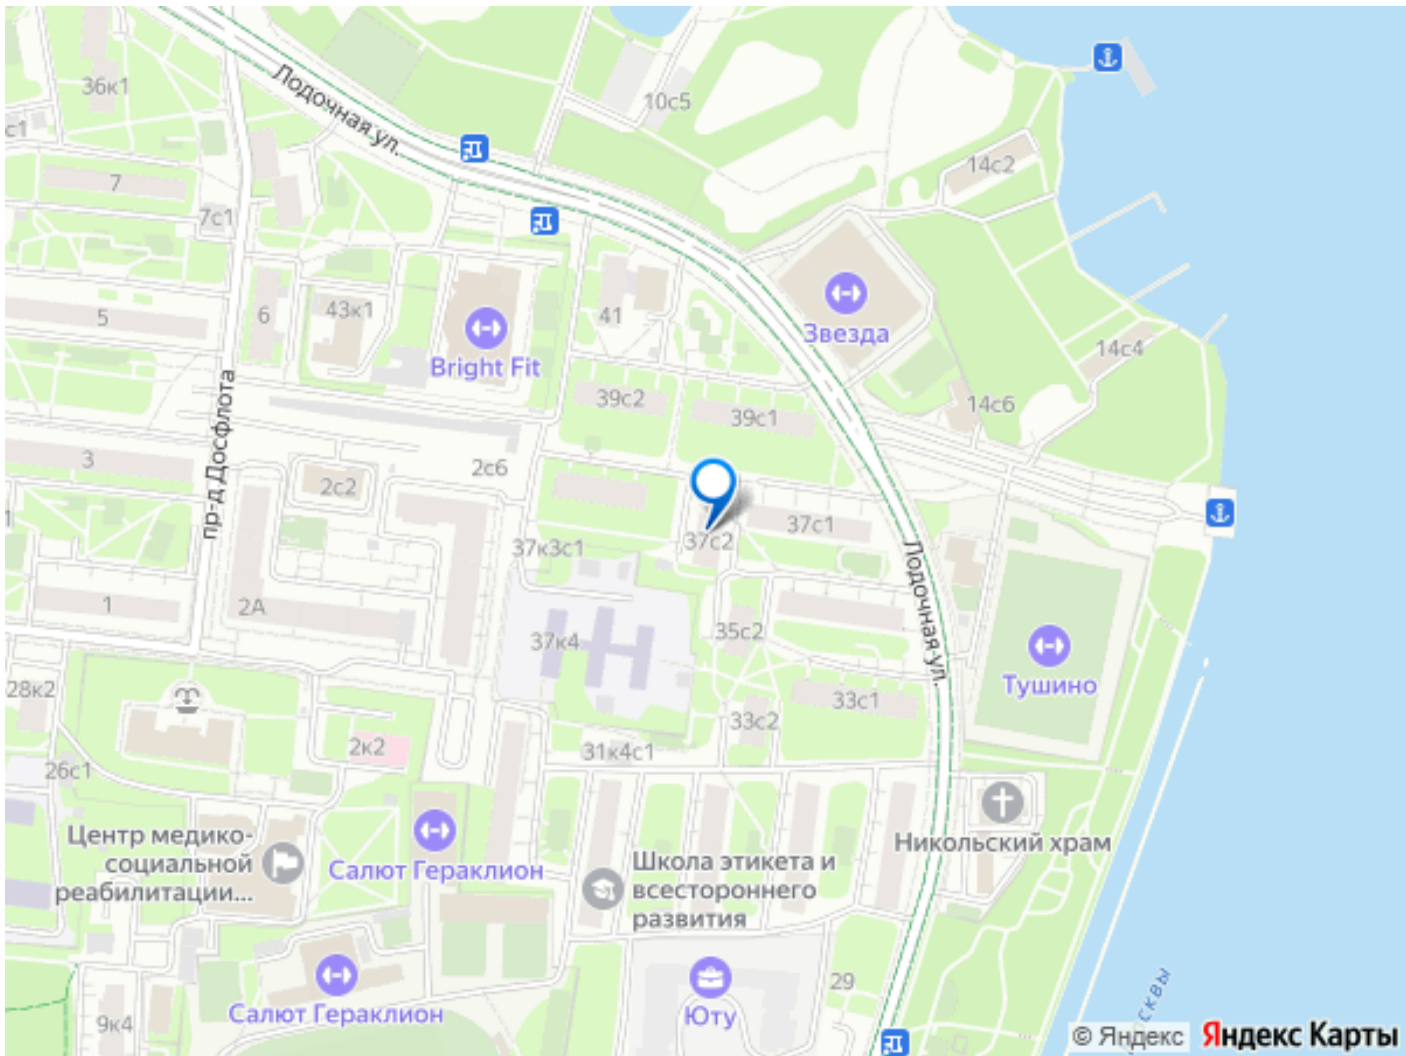 36к1
с1
Лодочная ул.
10с5
14с2
7
7с1
5
6
43к1
41
Bright Fit
Звезда
14с4
39с2
39с1
14с6
пр-д Досфлота
3
2с2
2с6
1
37с2
37с1
37к3с1
Лодочная ул.
1
2А
37к4
35с2
Тушино
28к2
33с1
33с2
2к2
31к4с1
26с1
Центр медико-
социальной
реабилитации...
Салют Гераклион
Школа этикета и
всестороннего
развития
Никольский храм
29
Салют Гераклион
Юту
9к4
сквы
© Яндекс Яндекс Карты